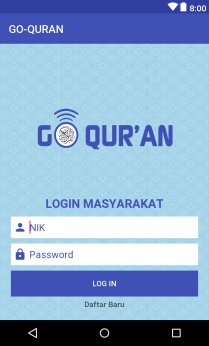 8:00
GO-QURAN
GO QUR'AN
LOGIN MASYARAKAT
NIK
Password
LOG IN
Daftar Baru